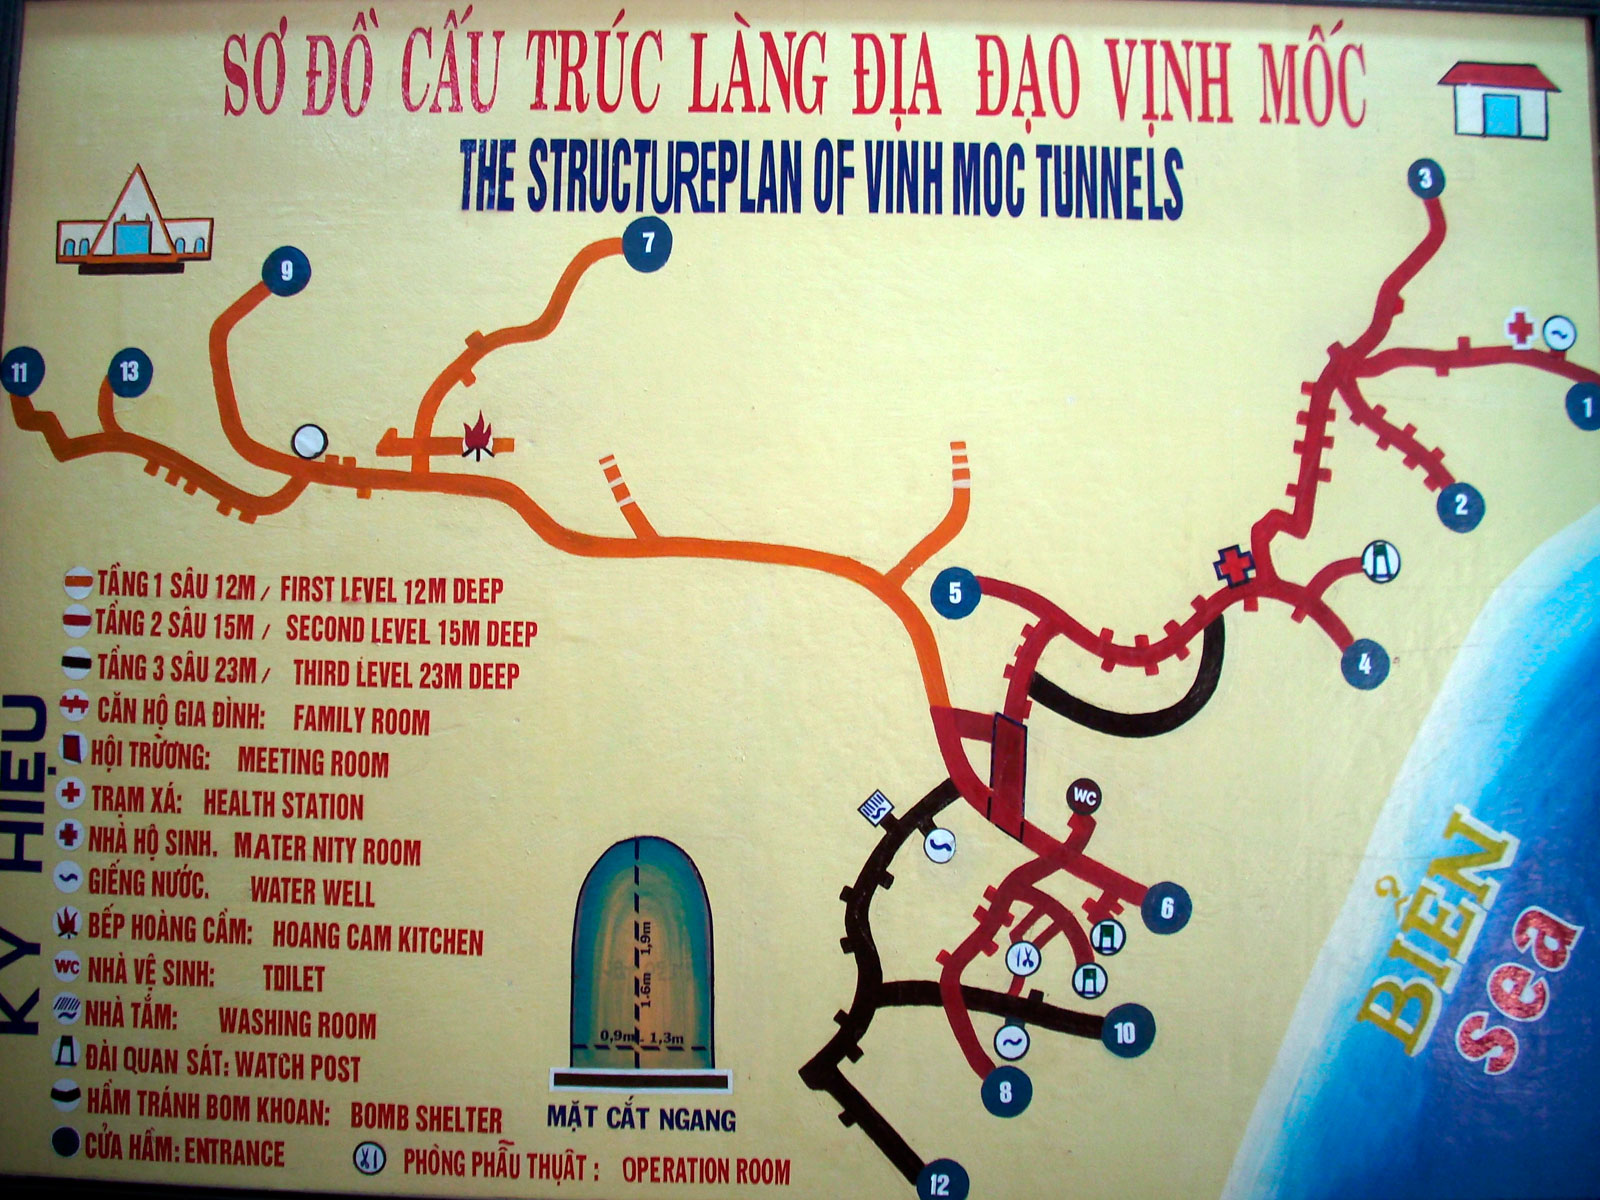 SƠ ĐỒ CẤU TRÚC LÀNG ĐỊA ĐẠO VỊNH MỐC
THE STRUCTUREPLAN OF VINH MOC TUNNELS
3
7
9
1
11
13
2
5
4
TẦNG 1 SÂU 12M / FIRST LEVEL 12M DEEP
TẦNG 2 SÂU 15M / SECOND LEVEL 15M DEEP
TẦNG 3 SÂU 23M / THIRD LEVEL 23M DEEP
CĂN HỘ GIA ĐÌNH: FAMILY ROOM
HỘI TRƯỜNG: MEETING ROOM
TRẠM XÁ: HEALTH STATION
NHÀ HỘ SINH. MATER NITY ROOM
GIẾNG NƯỚC. WATER WELL
BẾP HOÀNG CẦM: HOANG CAM KITCHEN
WC NHÀ VỆ SINH: TOILET
NHÀ TẮM: WASHING ROOM
ĐÀI QUAN SÁT: WATCH POST
HẦM TRÁNH BOM KHOAN: BOMB SHELTER
CỬA HẦM: ENTRANCE
PHÒNG PHẪU THUẬT : OPERATION ROOM
KÝ HIỆU
1,9m
1.6m
0,9m 1,3m
MẶT CẮT NGANG
WC
6
10
8
12
BIỂN
sea